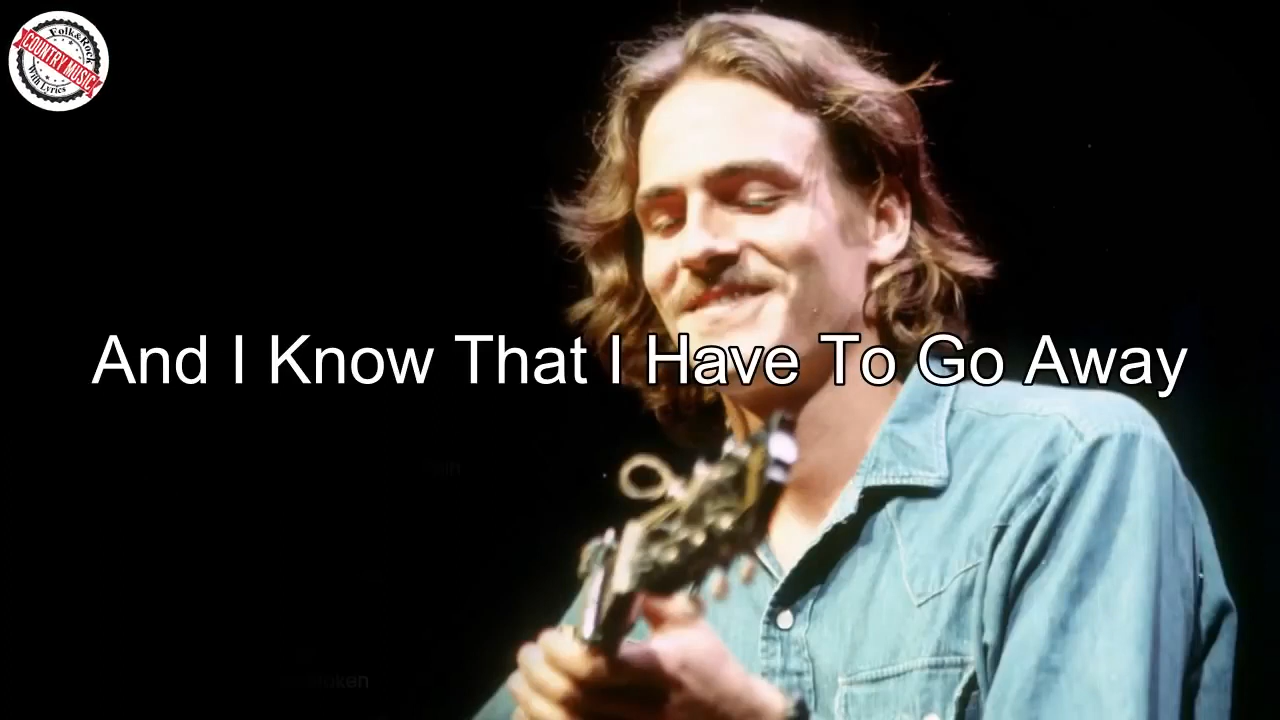 Folk&Rock
COUNTRY MUSIC
With Lyrics
And I Know That I Have To Go Away